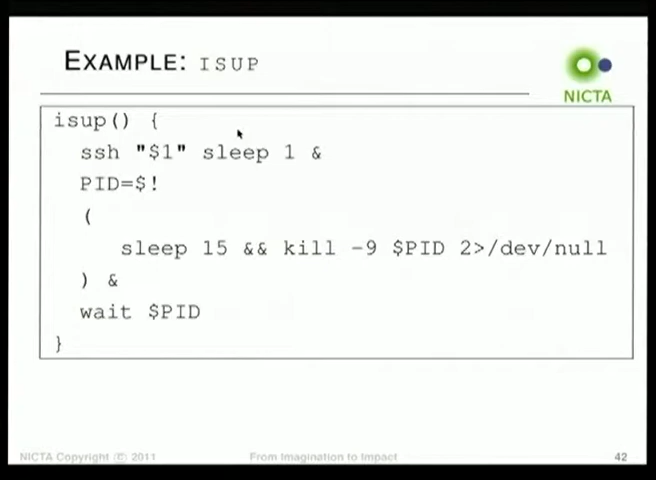 EXAMPLE: ISUP
NICTA
isup() {
ssh "$1" sleep 1 &
PID=$!
(
sleep 15 && kill -9 $PID 2>/dev/null
) &
wait $PID
}
NICTA Copyright © 2011
From Imagination to Impact
42